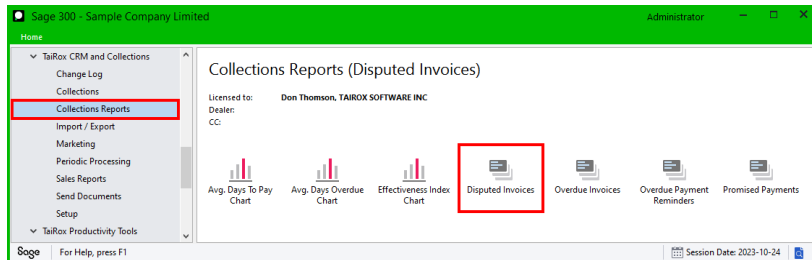 Sage 300 - Sample Company Limited
Administrator
Home
TaiRox CRM and Collections
Change Log
Collections
Collections Reports
Import / Export
Marketing
Periodic Processing
Sales Reports
Send Documents
Setup
TaiRox Productivity Tools
Collections Reports (Disputed Invoices)
Licensed to: Don Thomson, TAIROX SOFTWARE INC
Dealer:
CC:
Avg. Days To Pay
Chart
Avg. Days Overdue
Chart
Effectiveness Index
Chart
Disputed Invoices
Overdue Invoices
Overdue Payment
Reminders
Promised Payments
Sage For Help, press F1
Session Date: 2023-10-24